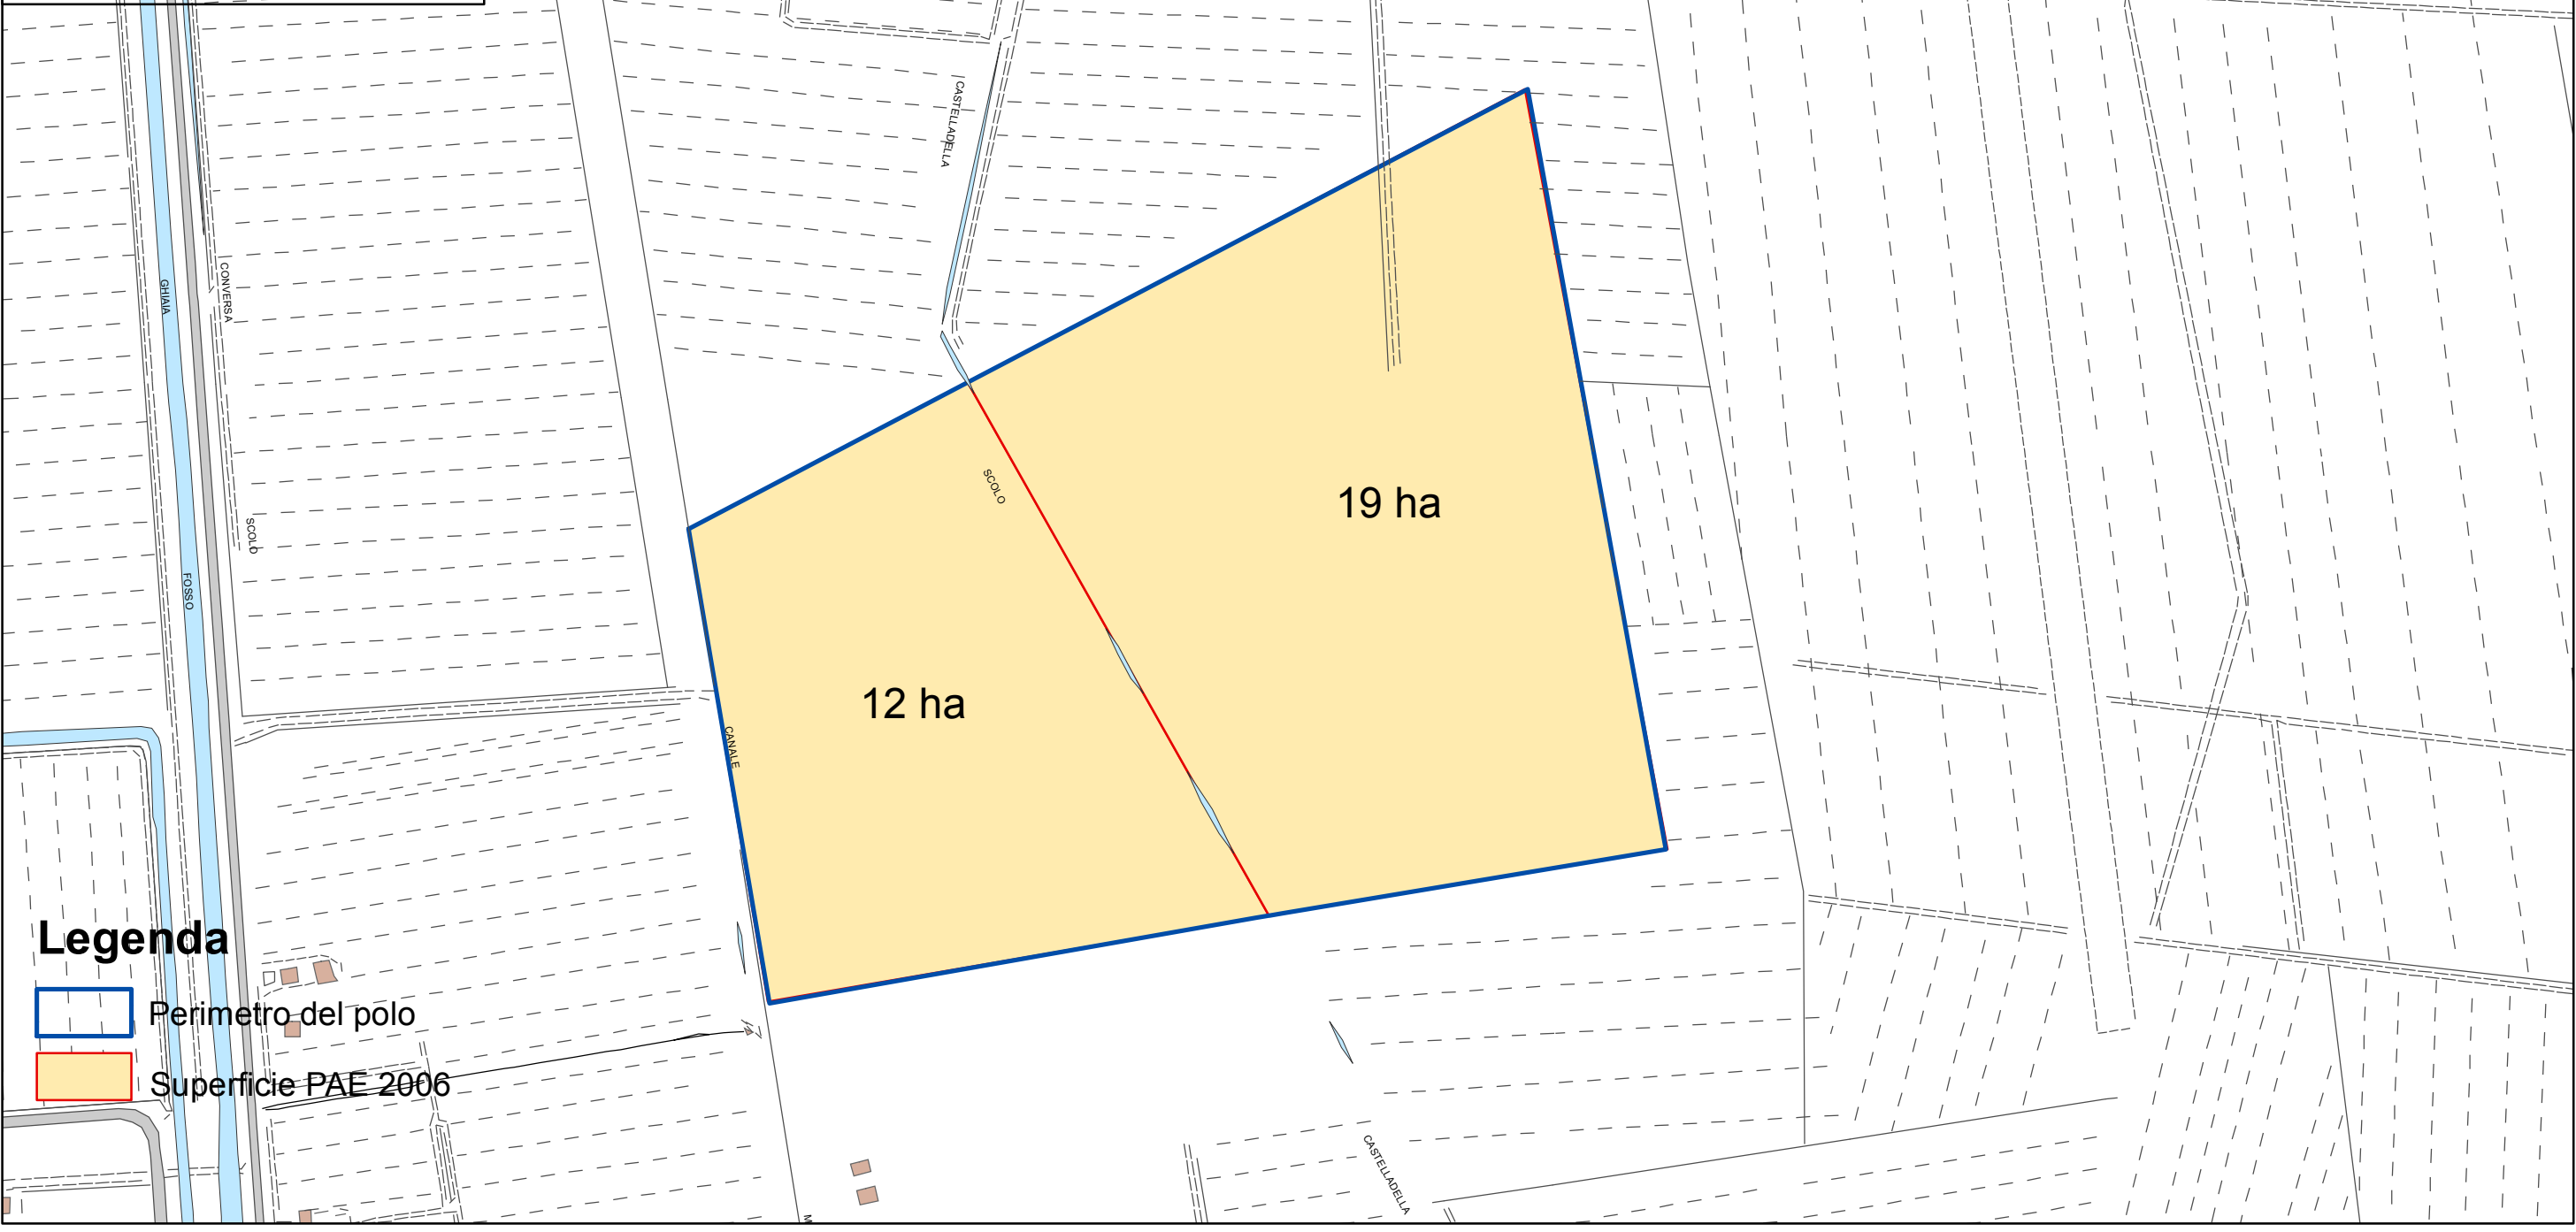 CASTELLADELLA
GHIAIA
CONVERSA
SCOLO
19 ha
SCOLO
FOSSO
12 ha
CANALE
Legenda
Perimetro del polo
Superficie PAE 2006
CASTELLADELLA